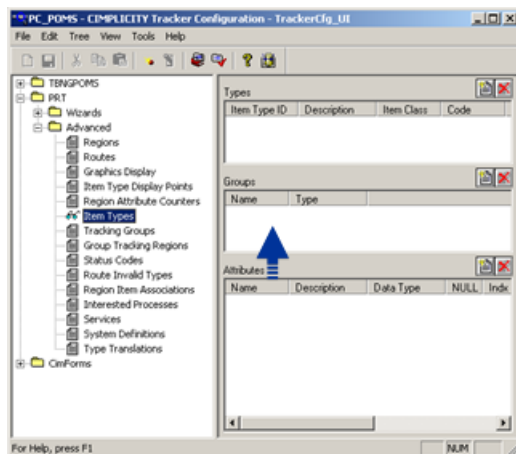 PC_POMS - CIMPLICITY Tracker Configuration - TrackerCfg_UI
File Edit Tree View Tools Help
TBNGPOMS
PRT
Wizards
Advanced
Regions
Routes
Graphics Display
Item Type Display Points
Region Attribute Counters
Item Types
Tracking Groups
Group Tracking Regions
Status Codes
Route Invalid Types
Region Item Associations
Interested Processes
Services
System Definitions
Type Translations
CimForms
Types
Item Type ID Description Item Class Code
Groups
Name Type
Attributes
Name Description Data Type NULL Inde
For Help, press F1
NUM